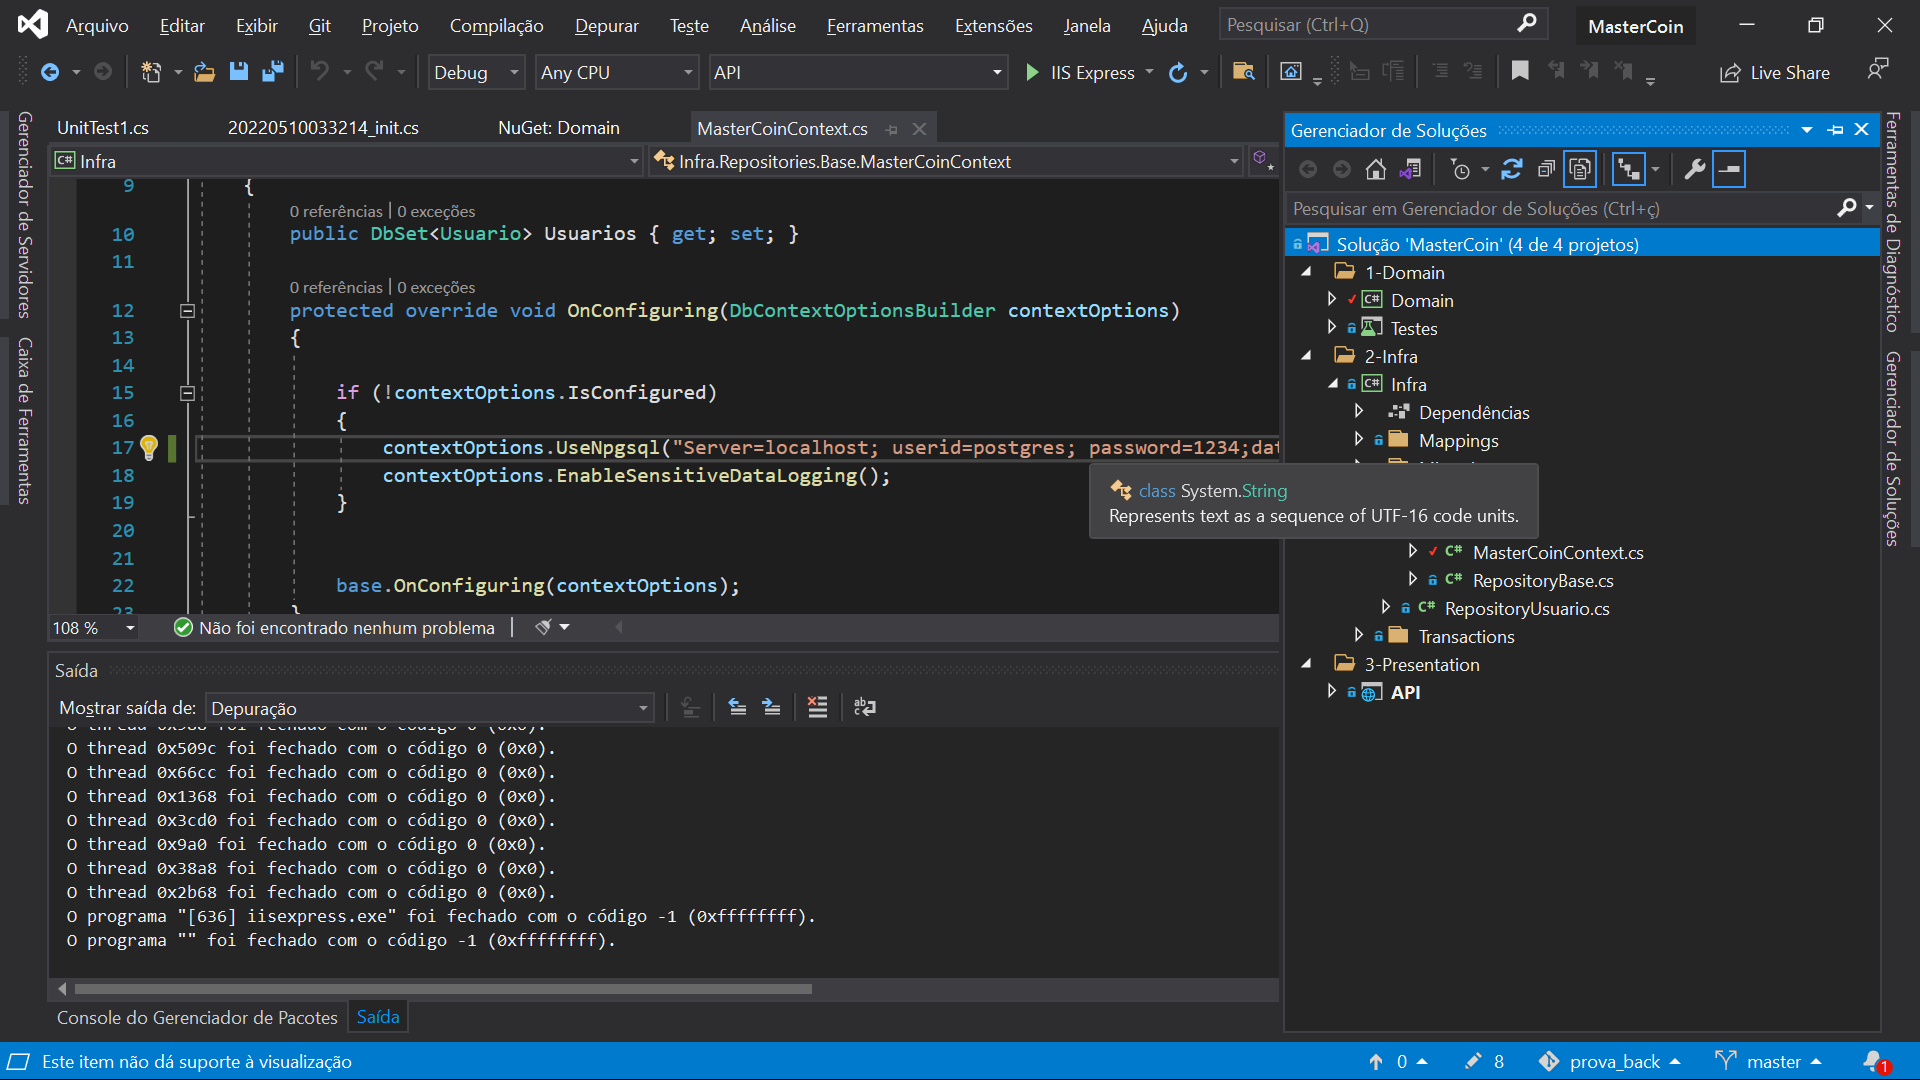 Arquivo Editar Exibir Git Projeto Compilação Depurar Teste Análise Ferramentas Extensões Janela Ajuda Pesquisar (Ctrl+Q) MasterCoin
Debug Any CPU API IIS Express Live Share
Gerenciador de Servidores
Caixa de Ferramentas
UnitTest1.cs 20220510033214_init.cs NuGet: Domain MasterCoinContext.cs
C# Infra Infra.Repositories.Base.MasterCoinContext
9 {
0 referências | 0 exceções
10 public DbSet<Usuario> Usuarios { get; set; }
11
0 referências | 0 exceções
12 protected override void OnConfiguring(DbContextOptionsBuilder contextOptions)
13 {
14
15 if (!contextOptions.IsConfigured)
16 {
17 contextOptions.UseNpgsql("Server=localhost; userid=postgres; password=1234;dat
18 contextOptions.EnableSensitiveDataLogging();
19 }
20
21
22 base.OnConfiguring(contextOptions);
23 }
class System.String
Represents text as a sequence of UTF-16 code units.
108 % Não foi encontrado nenhum problema
Saída
Mostrar saída de: Depuração
O thread 0x509c foi fechado com o código 0 (0x0).
O thread 0x66cc foi fechado com o código 0 (0x0).
O thread 0x1368 foi fechado com o código 0 (0x0).
O thread 0x3cd0 foi fechado com o código 0 (0x0).
O thread 0x9a0 foi fechado com o código 0 (0x0).
O thread 0x38a8 foi fechado com o código 0 (0x0).
O thread 0x2b68 foi fechado com o código 0 (0x0).
O programa "[636] iisexpress.exe" foi fechado com o código -1 (0xffffffff).
O programa "" foi fechado com o código -1 (0xffffffff).
Console do Gerenciador de Pacotes Saída
Gerenciador de Soluções
Pesquisar em Gerenciador de Soluções (Ctrl+ç)
Solução 'MasterCoin' (4 de 4 projetos)
1-Domain
C# Domain
Testes
2-Infra
C# Infra
Dependências
Mappings
C# MasterCoinContext.cs
C# RepositoryBase.cs
C# RepositoryUsuario.cs
Transactions
3-Presentation
API
Ferramentas de Diagnóstico
Gerenciador de Soluções
Este item não dá suporte à visualização 0 8 prova_back master 1